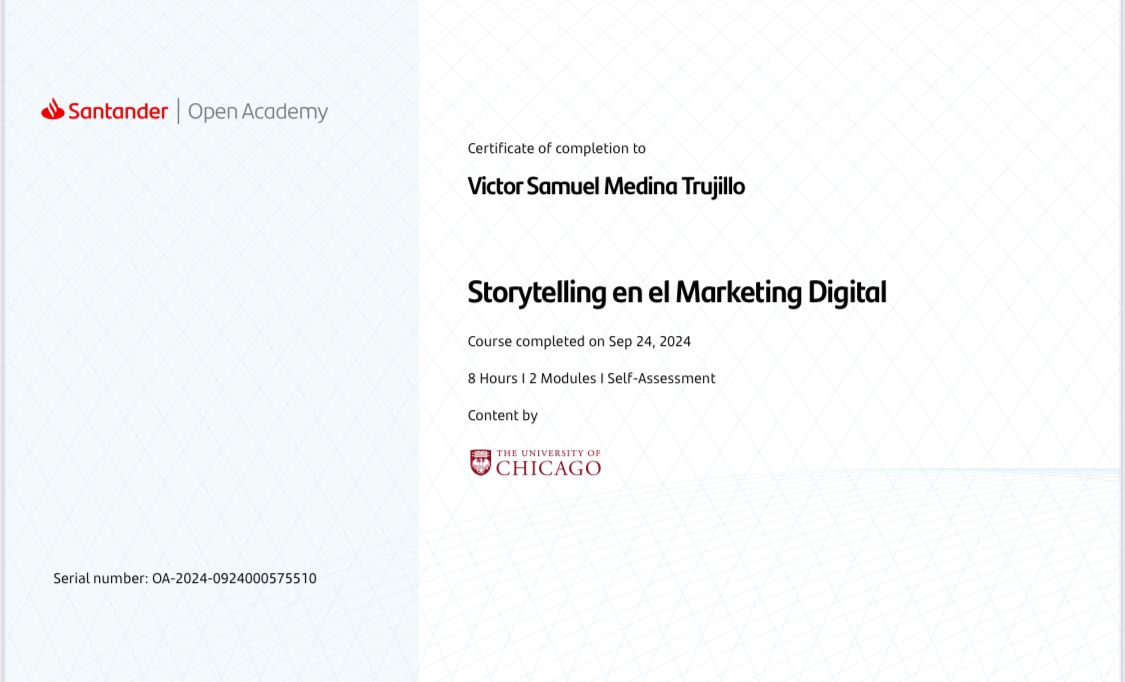 Santander | Open Academy
Certificate of completion to
Victor Samuel Medina Trujillo
Storytelling en el Marketing Digital
Course completed on Sep 24, 2024
8 Hours I 2 Modules I Self-Assessment
Content by
THE UNIVERSITY OF
CHICAGO
Serial number: OA-2024-0924000575510